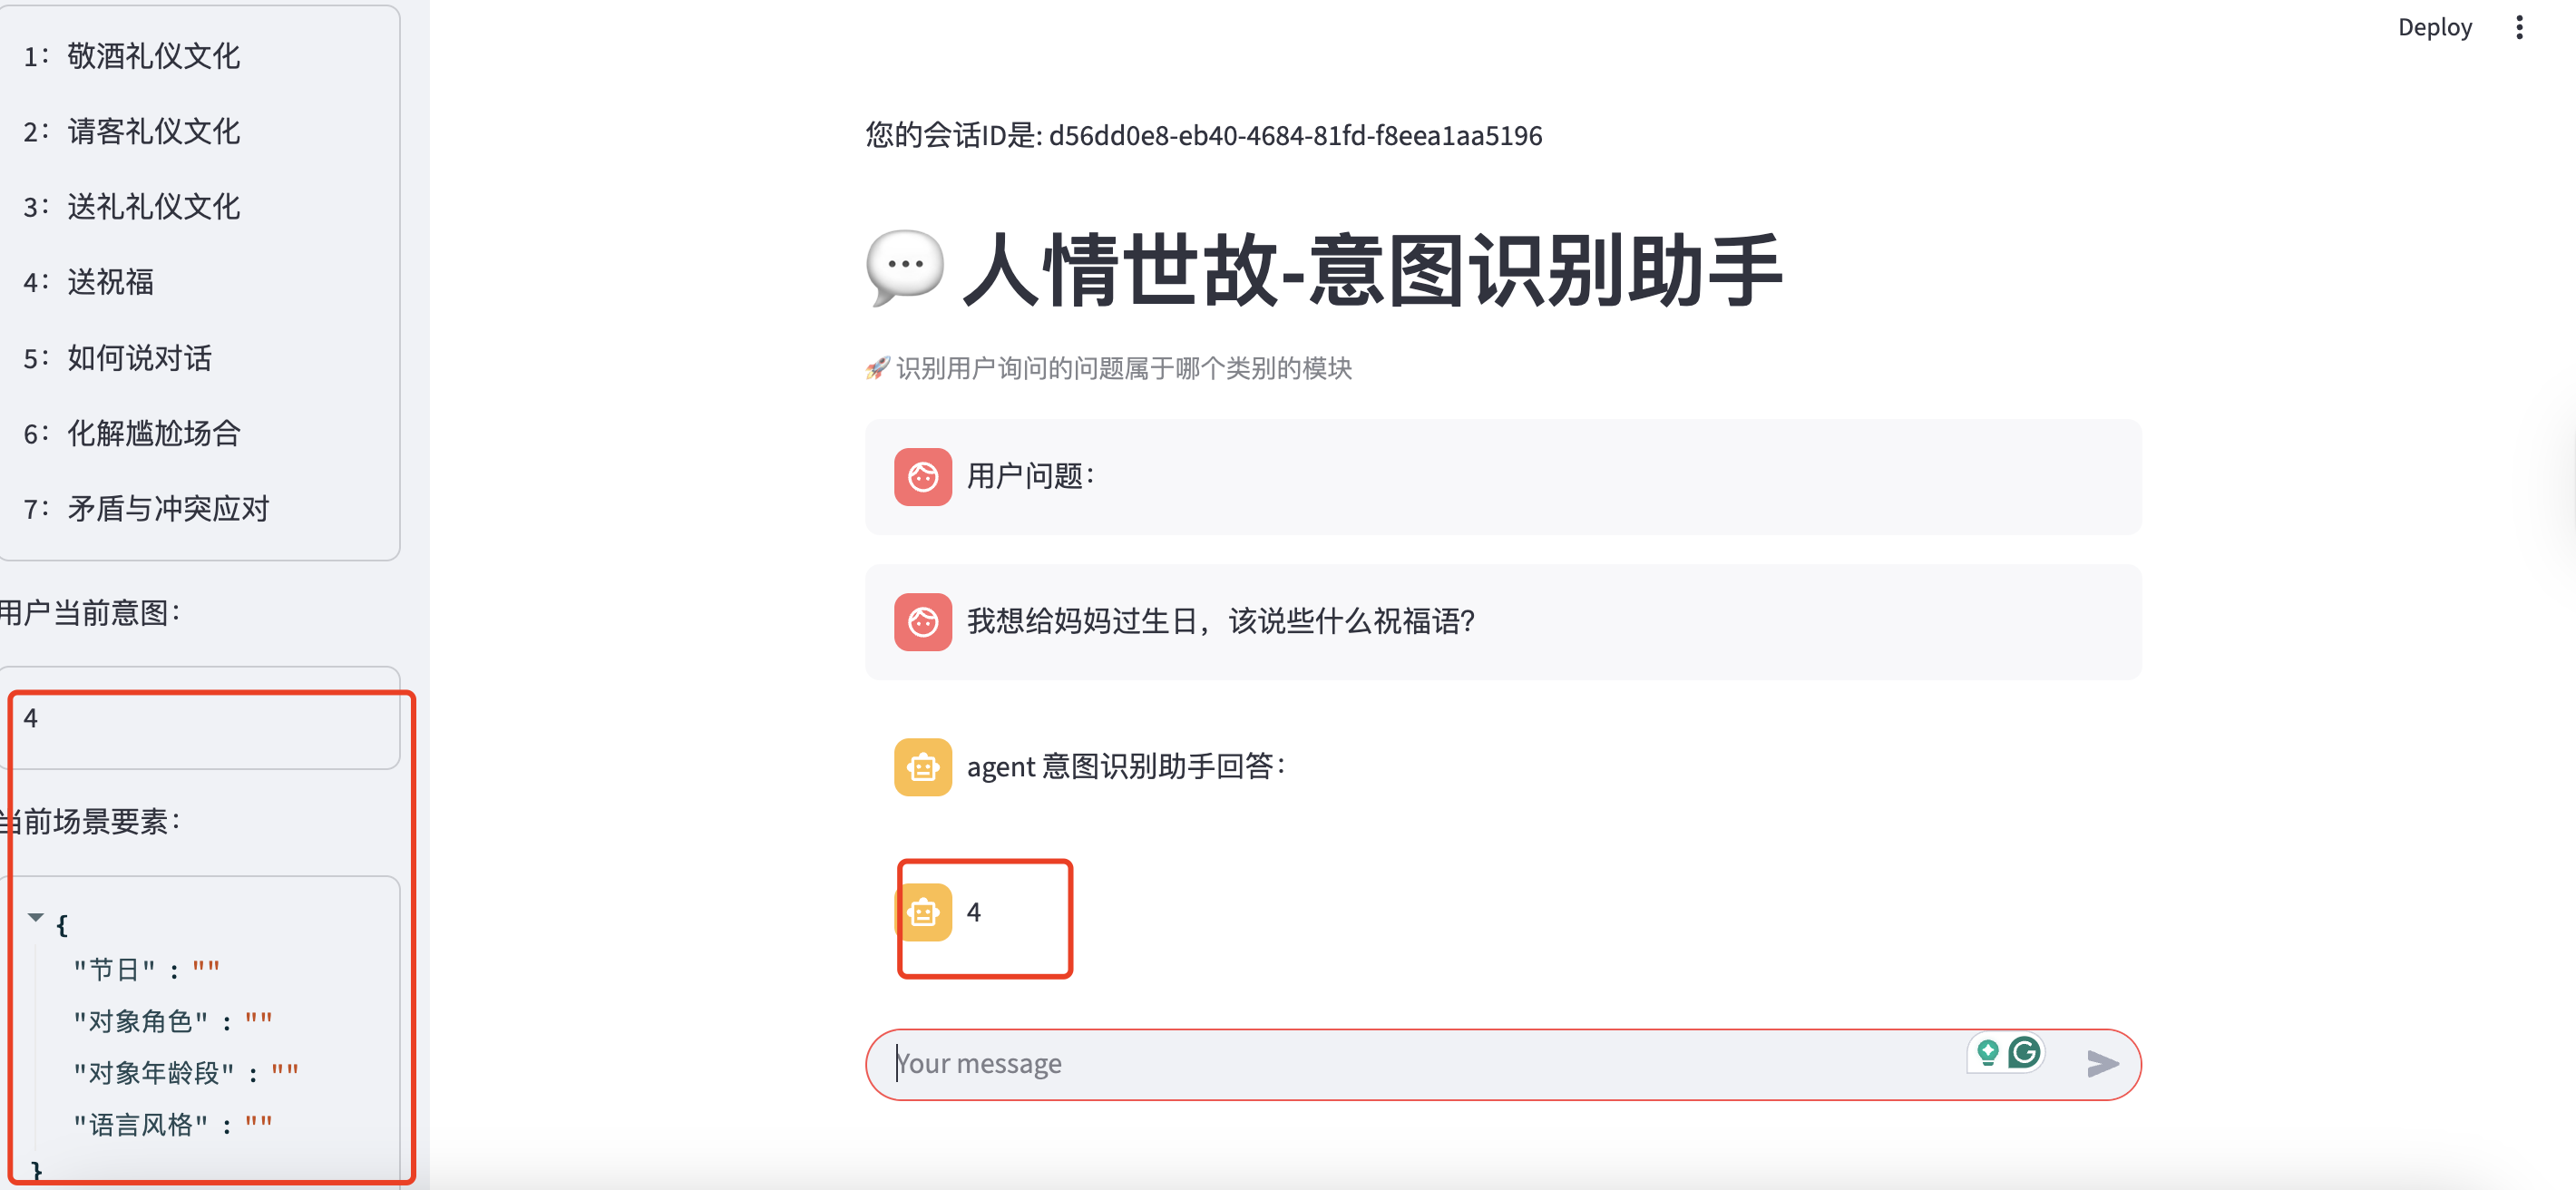 1：敬酒礼仪文化
2：请客礼仪文化
3：送礼礼仪文化
4：送祝福
5：如何说对话
6：化解尴尬场合
7：矛盾与冲突应对
用户当前意图：
4
当前场景要素：
{
"节日" : ""
"对象角色" : ""
"对象年龄段" : ""
"语言风格" : ""
}
Deploy
您的会话ID是: d56dd0e8-eb40-4684-81fd-f8eea1aa5196
人情世故-意图识别助手
识别用户询问的问题属于哪个类别的模块
用户问题：
我想给妈妈过生日，该说些什么祝福语?
agent 意图识别助手回答：
4
Your message